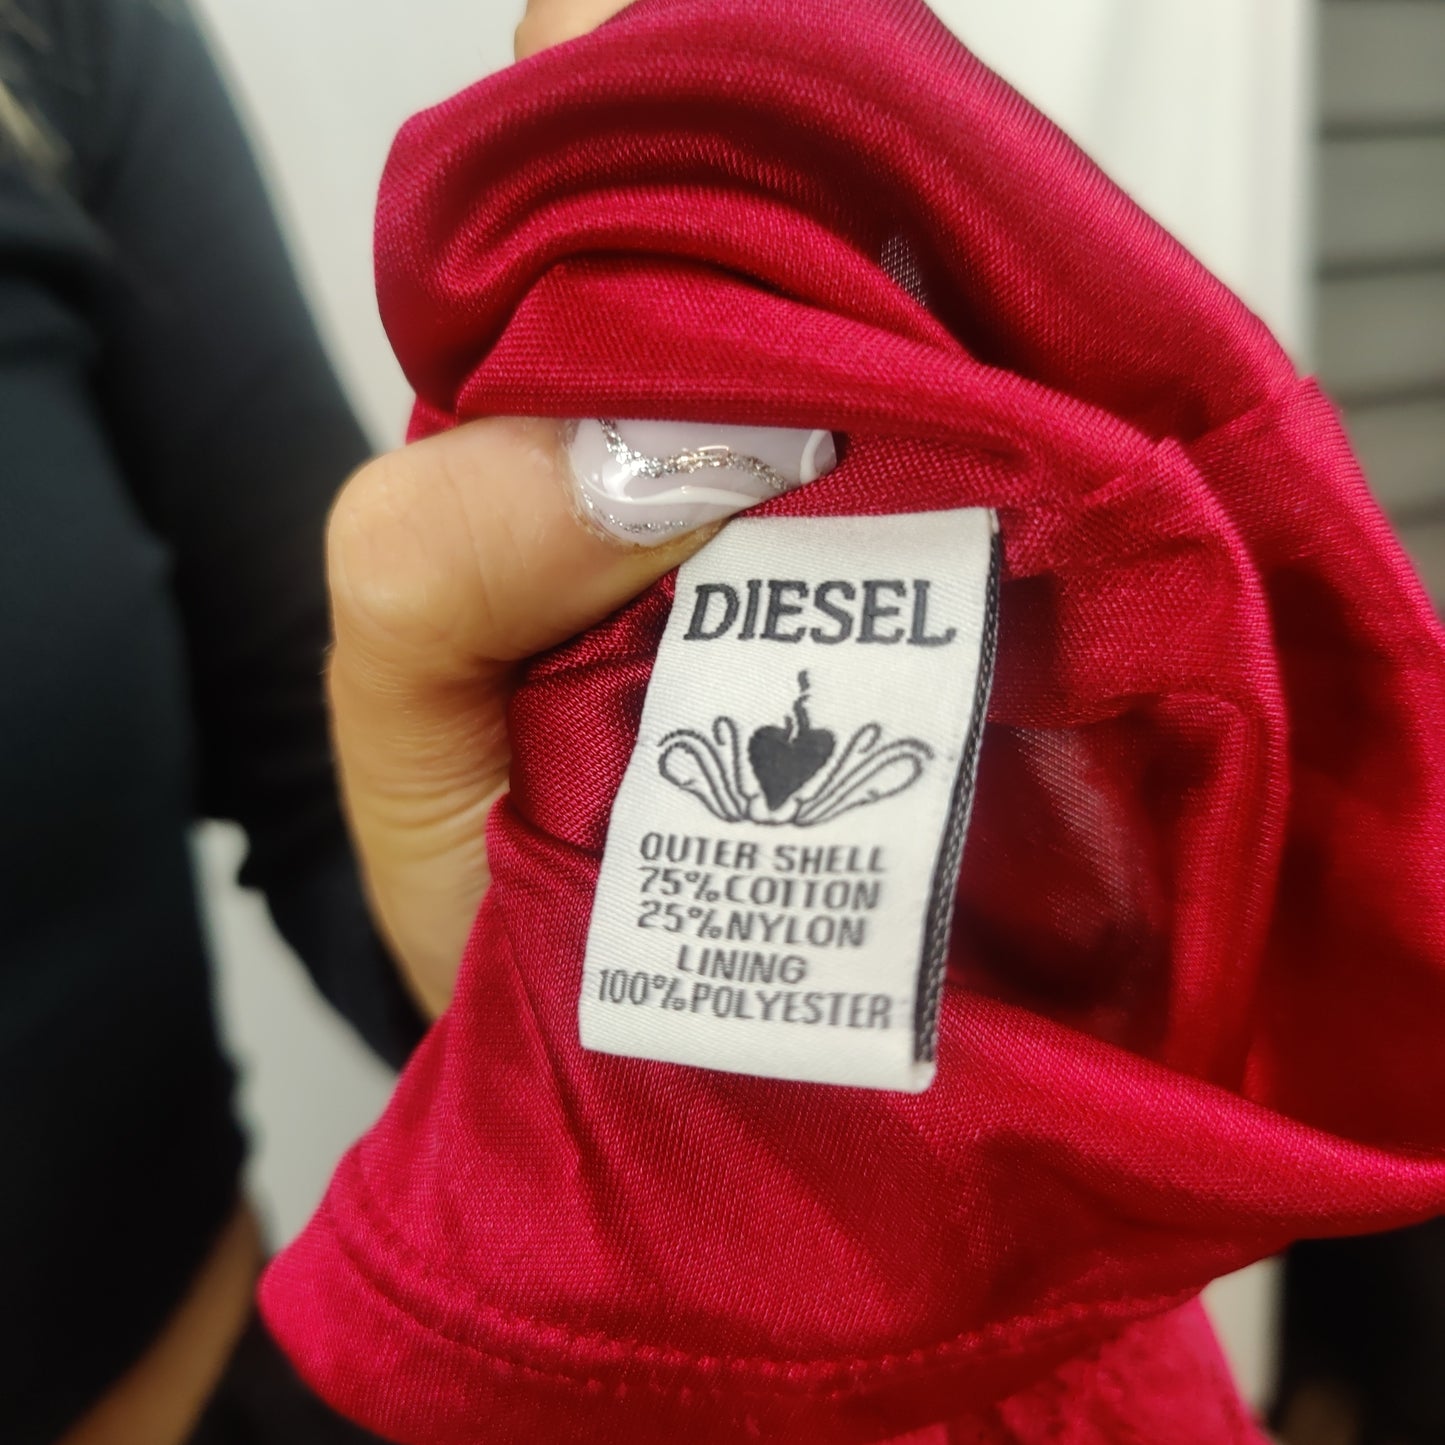 DIESEL
OUTER SHELL
75%COTTON
25%NYLON
LINING
100%POLYESTER